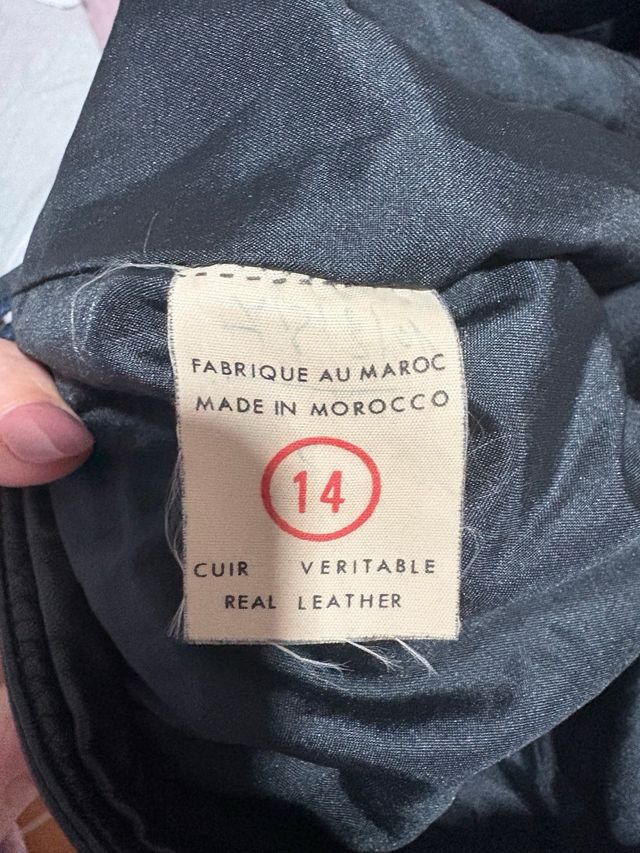 FABRIQUE AU MAROC
MADE IN MOROCCO
14
CUIR VERITABLE
REAL LEATHER